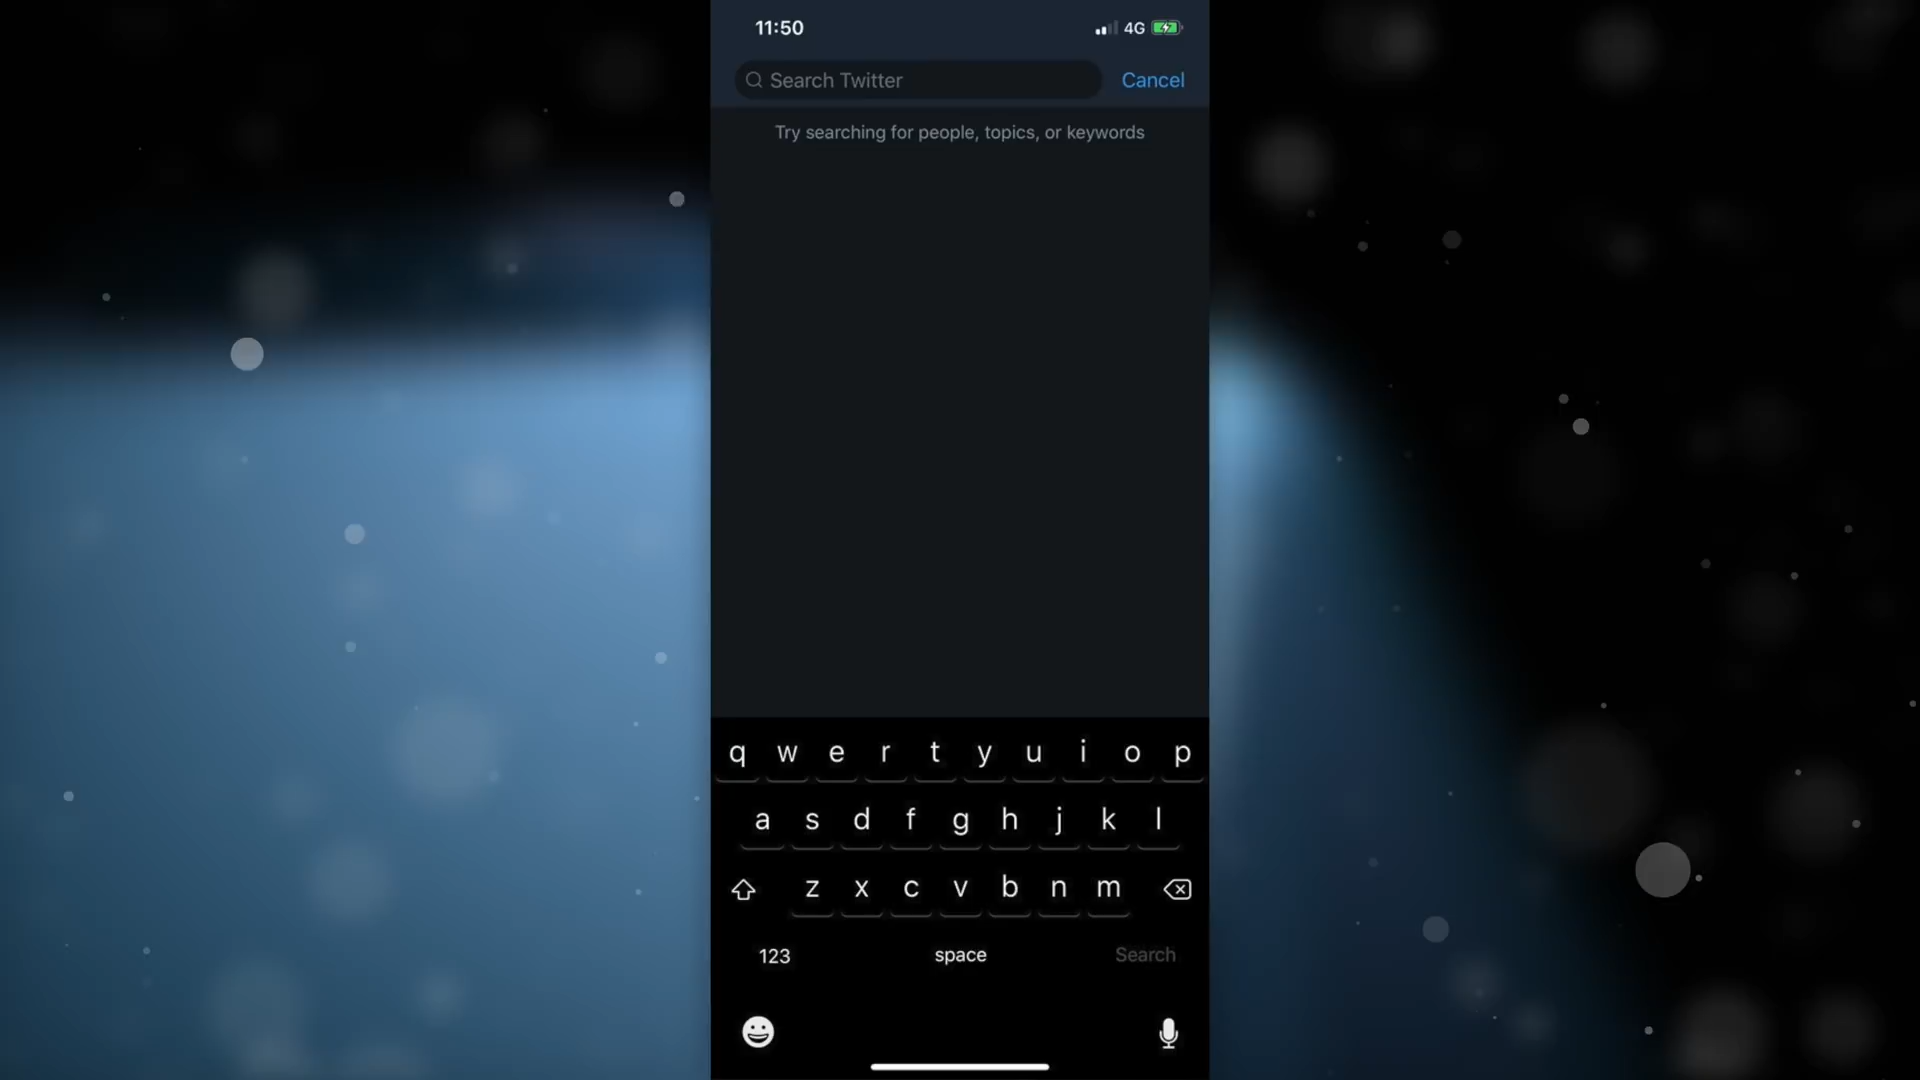 11:50 4G
Search Twitter Cancel
Try searching for people, topics, or keywords
q w e r t y u i o p
a s d f g h j k l
z x c v b n m
123 space Search